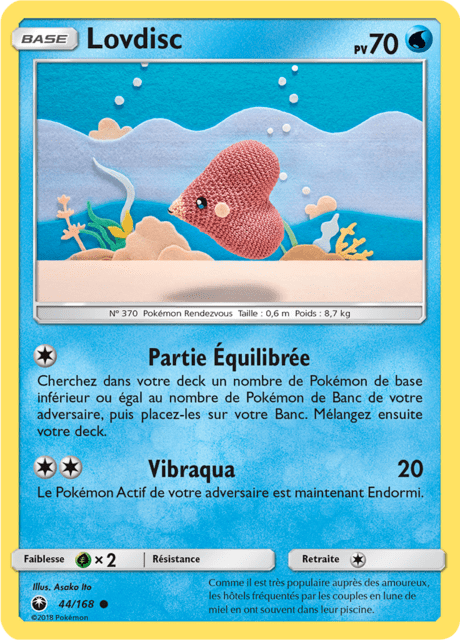 BASE Lovdisc PV70
N° 370 Pokémon Rendezvous Taille : 0,6 m Poids : 8,7 kg
Partie Équilibrée
Cherchez dans votre deck un nombre de Pokémon de base
inférieur ou égal au nombre de Pokémon de Banc de votre
adversaire, puis placez-les sur votre Banc. Mélangez ensuite
votre deck.
Vibraqua 20
Le Pokémon Actif de votre adversaire est maintenant Endormi.
Faiblesse ×2 Résistance Retraite
Illus. Asako Ito
44/168
©2018 Pokémon
Comme il est très populaire auprès des amoureux,
les hôtels fréquentés par les couples en lune de
miel en ont souvent dans leur piscine.